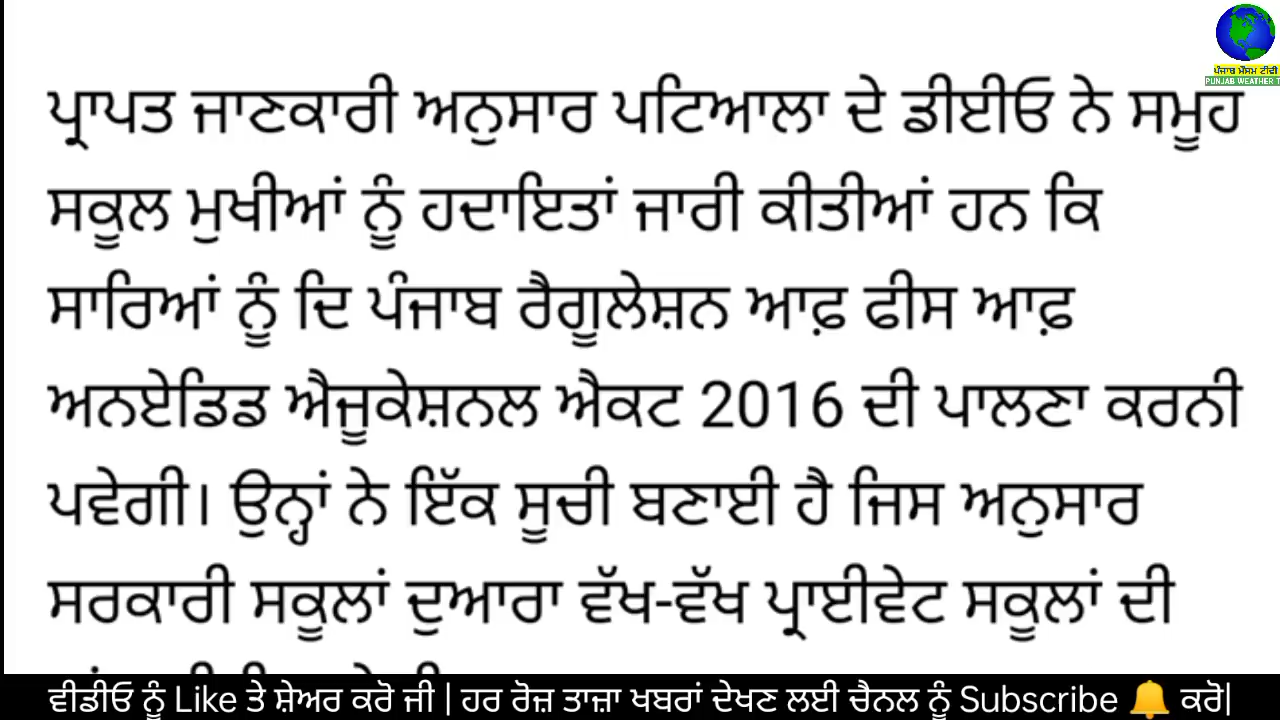 ਪੰਜਾਬ ਮੌਸਮ ਟੀਵੀ
PUNJAB WEATHER T
ਪ੍ਰਾਪਤ ਜਾਣਕਾਰੀ ਅਨੁਸਾਰ ਪਟਿਆਲਾ ਦੇ ਡੀਈਓ ਨੇ ਸਮੂਹ
ਸਕੂਲ ਮੁਖੀਆਂ ਨੂੰ ਹਦਾਇਤਾਂ ਜਾਰੀ ਕੀਤੀਆਂ ਹਨ ਕਿ
ਸਾਰਿਆਂ ਨੂੰ ਦਿ ਪੰਜਾਬ ਰੈਗੂਲੇਸ਼ਨ ਆਫ਼ ਫੀਸ ਆਫ਼
ਅਨਏਡਿਡ ਐਜੂਕੇਸ਼ਨਲ ਐਕਟ 2016 ਦੀ ਪਾਲਣਾ ਕਰਨੀ
ਪਵੇਗੀ। ਉਨ੍ਹਾਂ ਨੇ ਇੱਕ ਸੂਚੀ ਬਣਾਈ ਹੈ ਜਿਸ ਅਨੁਸਾਰ
ਸਰਕਾਰੀ ਸਕੂਲਾਂ ਦੁਆਰਾ ਵੱਖ-ਵੱਖ ਪ੍ਰਾਈਵੇਟ ਸਕੂਲਾਂ ਦੀ
ਵੀਡੀਓ ਨੂੰ Like ਤੇ ਸ਼ੇਅਰ ਕਰੋ ਜੀ | ਹਰ ਰੋਜ਼ ਤਾਜ਼ਾ ਖਬਰਾਂ ਦੇਖਣ ਲਈ ਚੈਨਲ ਨੂੰ Subscribe 🔔 ਕਰੋ|